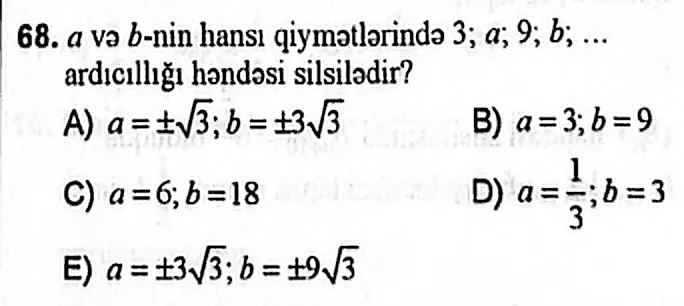 68. a və b-nin hansı qiymətlərində 3; a; 9; b; ...
ardıcıllığı həndəsi silsilədir?
A) a = ±√3; b = ±3√3 B) a = 3; b = 9
C) a = 6; b = 18 D) a = 1/3; b = 3
E) a = ±3√3; b = ±9√3